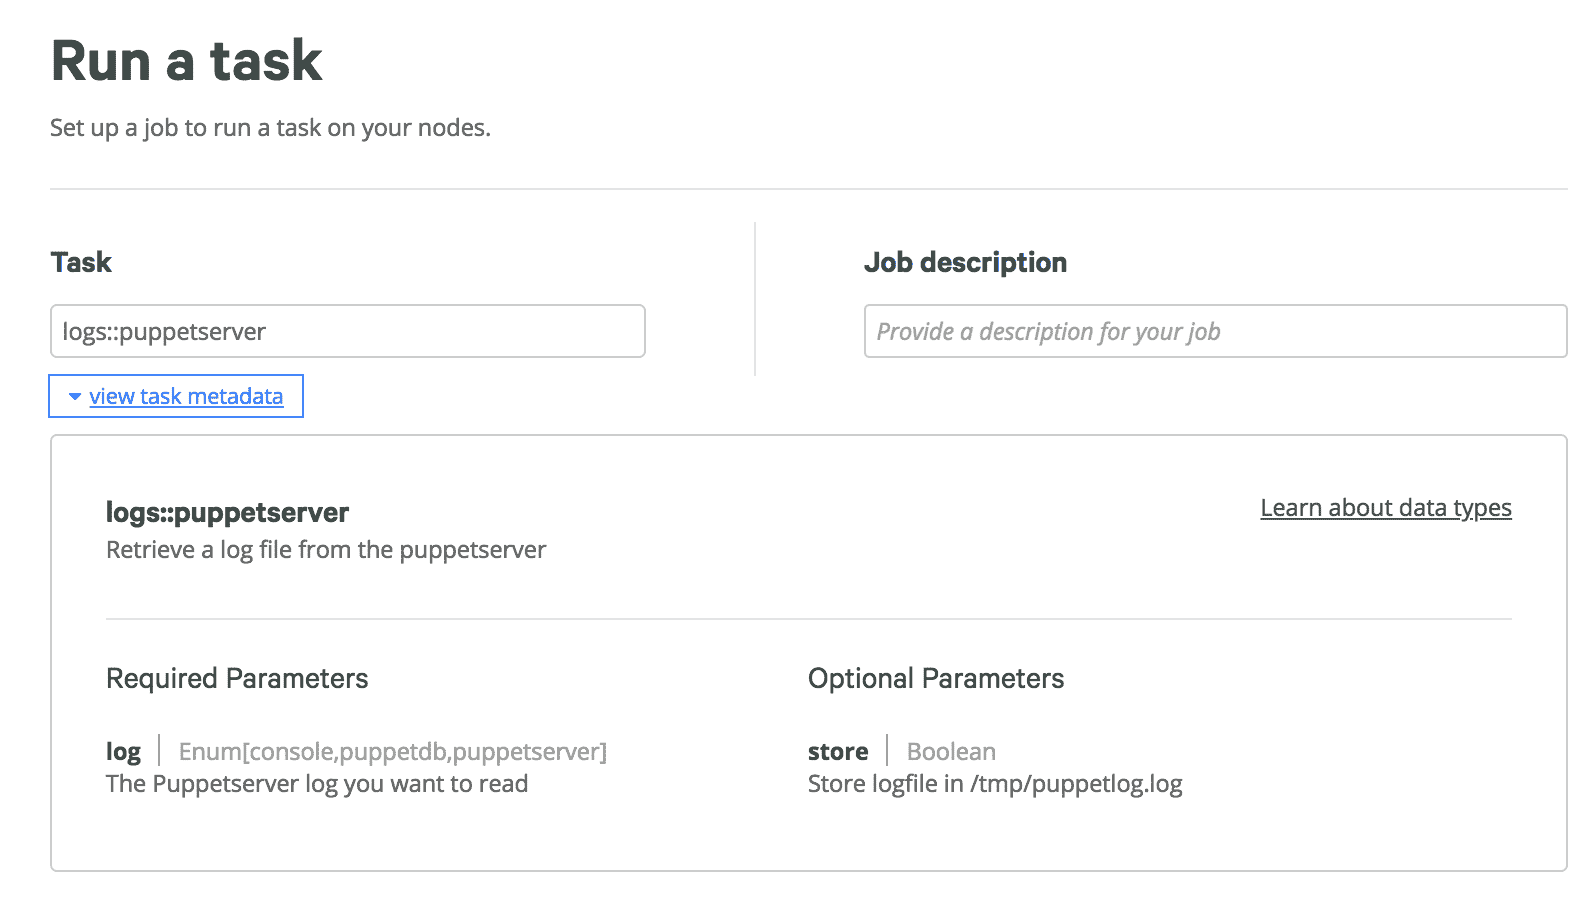 Run a task
Set up a job to run a task on your nodes.
Task
logs::puppetserver
view task metadata
Job description
Provide a description for your job
logs::puppetserver
Retrieve a log file from the puppetserver
Learn about data types
Required Parameters
log Enum[console,puppetdb,puppetserver]
The Puppetserver log you want to read
Optional Parameters
store Boolean
Store logfile in /tmp/puppetlog.log